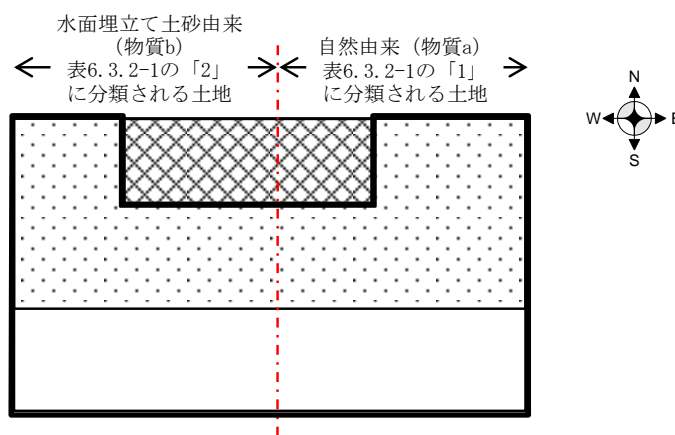 水面埋立て土砂由来
(物質b)
表6.3.2-1の「2」
に分類される土地
自然由来(物質a)
表6.3.2-1の「1」
に分類される土地
N
W
E
S